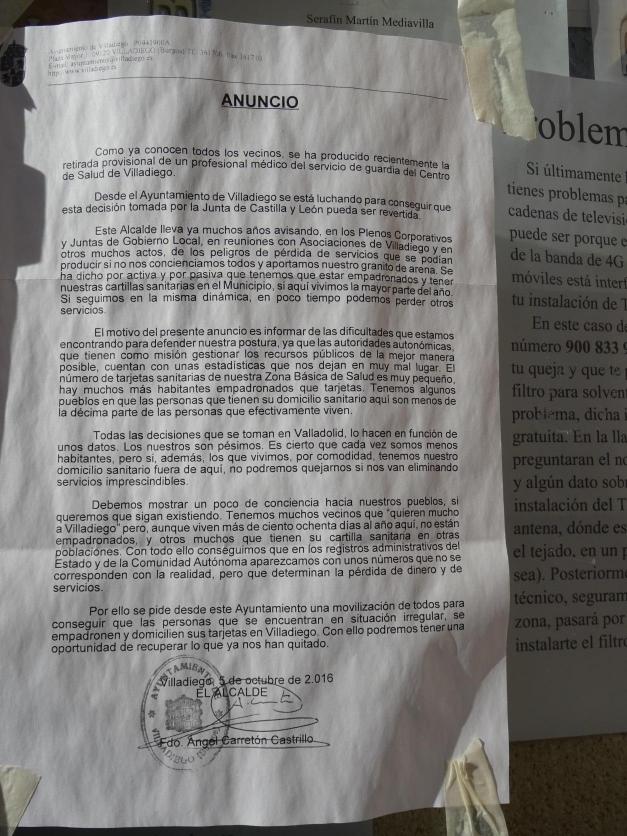 Serafín Martín Mediavilla
Ayuntamiento de Villadiego
Plaza Mayor
09120 VILLADIEGO (Burgos)
ANUNCIO
Como ya conocen todos los vecinos, se ha producido recientemente la
retirada provisional de un profesional médico del servicio de guardia del Centro
de Salud de Villadiego.
Desde el Ayuntamiento de Villadiego se está luchando para conseguir que
esta decisión tomada por la Junta de Castilla y León pueda ser revertida.
Este Alcalde lleva ya muchos años avisando, en los Plenos Corporativos
y Juntas de Gobierno Local, en reuniones con Asociaciones de Villadiego y en
otros muchos actos, de los peligros de pérdida de servicios que se podían
producir si no nos concienciamos todos y aportamos nuestro granito de arena. Se
ha dicho por activa y por pasiva que tenemos que estar empadronados y tener
nuestras cartillas sanitarias en el Municipio, si aquí vivimos la mayor parte del año.
Si seguimos en la misma dinámica, en poco tiempo podemos perder otros
servicios.
El motivo del presente anuncio es informar de las dificultades que estamos
encontrando para defender nuestra postura, ya que las autoridades autonómicas,
que tienen como misión gestionar los recursos públicos de la mejor manera
posible, cuentan con unas estadísticas que nos dejan en muy mal lugar. El
número de tarjetas sanitarias de nuestra Zona Básica de Salud es muy pequeño,
hay muchos más habitantes empadronados que tarjetas. Tenemos algunos
pueblos en que las personas que tienen su domicilio sanitario aquí son menos de
la décima parte de las personas que efectivamente viven.
Todas las decisiones que se toman en Valladolid, lo hacen en función de
unos datos. Los nuestros son pésimos. Es cierto que cada vez somos menos
habitantes, pero si, además, los que vivimos, por comodidad, tenemos nuestro
domicilio sanitario fuera de aquí, no podremos quejarnos si nos van eliminando
servicios imprescindibles.
Debemos mostrar un poco de conciencia hacia nuestros pueblos, si
queremos que sigan existiendo. Tenemos muchos vecinos que "quieren mucho
a Villadiego" pero, aunque viven más de ciento ochenta días al año aquí, no están
empadronados, y otros muchos que tienen su cartilla sanitaria en otras
poblaciones. Con todo ello conseguimos que en los registros administrativos del
Estado y de la Comunidad Autónoma aparezcamos con unos números que no se
corresponden con la realidad, pero que determinan la pérdida de dinero y de
servicios.
Por ello se pide desde este Ayuntamiento una movilización de todos para
conseguir que las personas que se encuentran en situación irregular, se
empadronen y domicilien sus tarjetas en Villadiego. Con ello podremos tener una
oportunidad de recuperar lo que ya nos han quitado.
Villadiego, 5 de octubre de 2.016
EL ALCALDE
Fdo. Angel Carretón Castrillo
AYUNTAMIENTO
VILLADIEGO
roblem
Si últimamente
tienes problemas pa
cadenas de televisi
puede ser porque e
de la banda de 4G
móviles está interf
tu instalación de T
En este caso de
número 900 833 9
tu queja y que te p
filtro para solvent
problema, dicha i
gratuita. En la lla
preguntaran el no
y algún dato sob
instalación del T
antena, dónde es
el tejado, en un p
sea). Posteriorme
técnico, seguram
zona, pasará por
instalarte el filtro